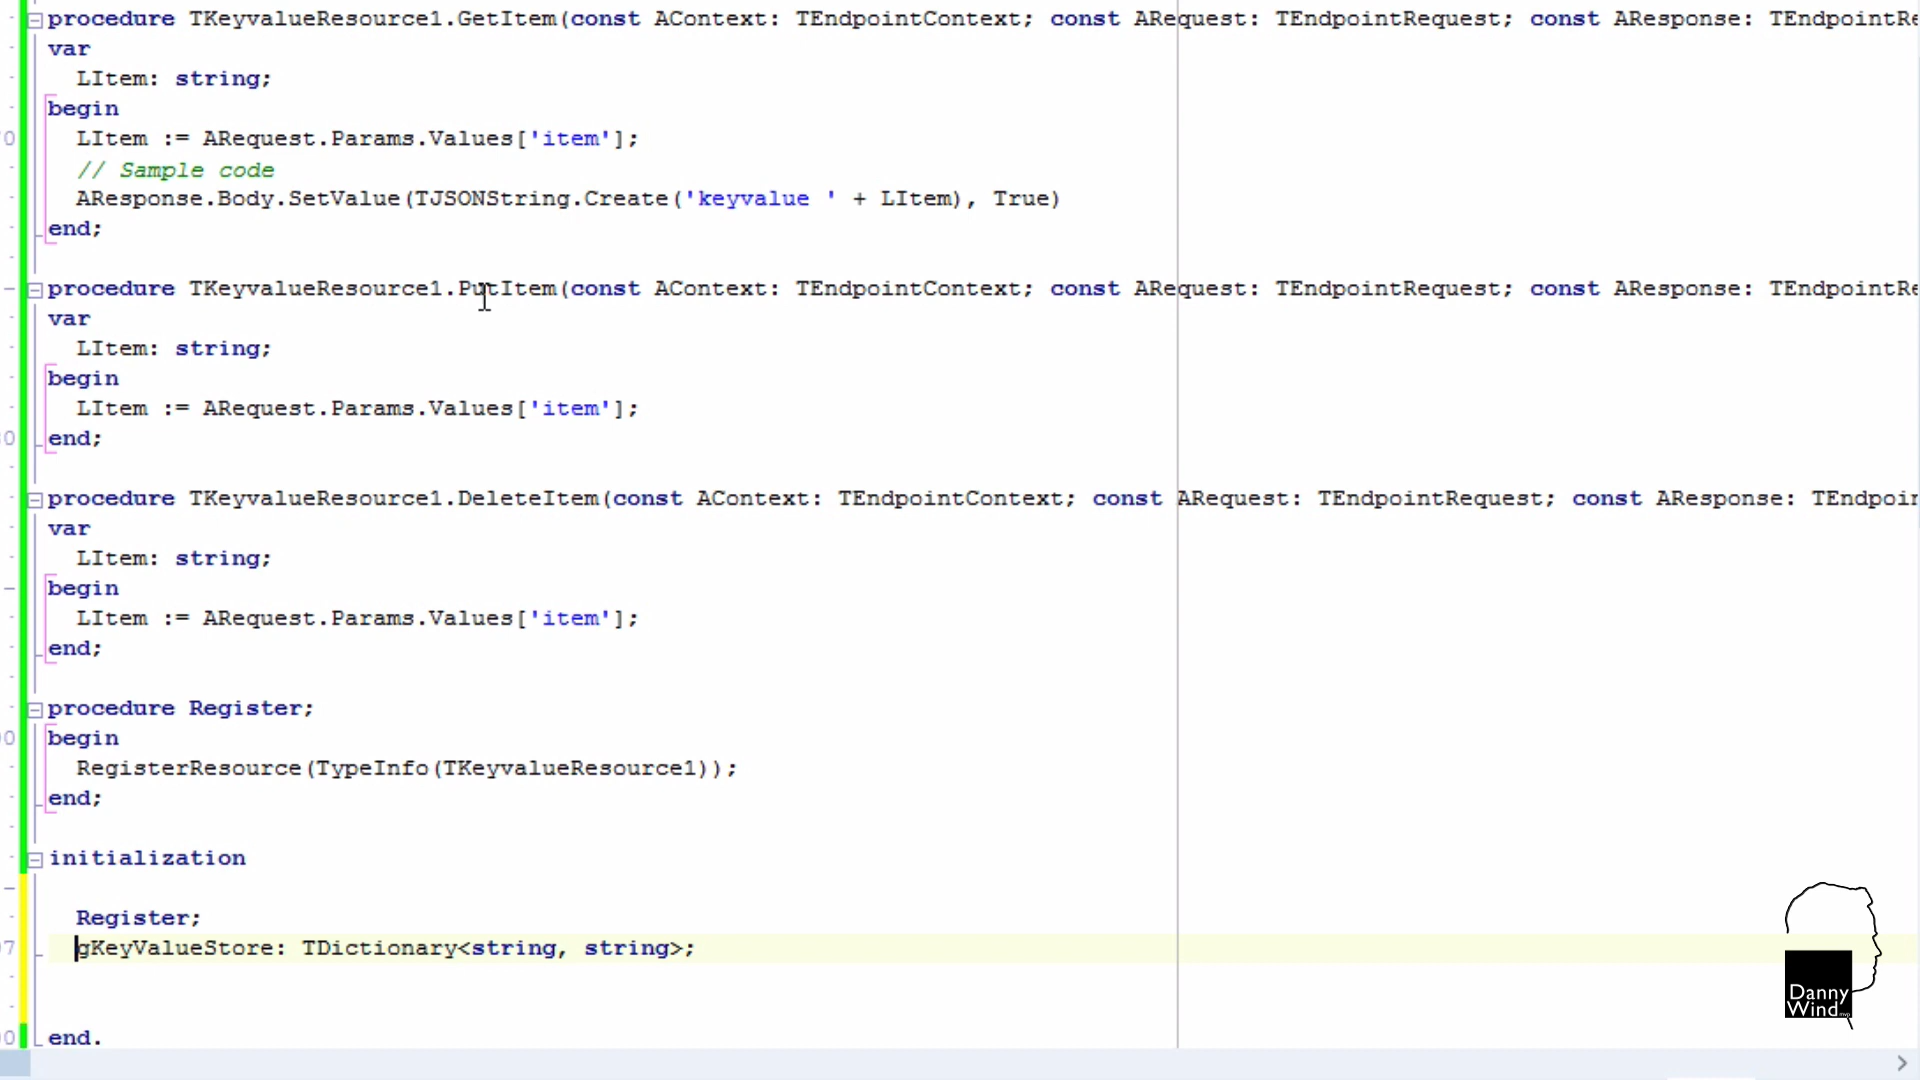 procedure TKeyvalueResource1.GetItem(const AContext: TEndpointContext; const ARequest: TEndpointRequest; const AResponse: TEndpointRe
var
  LItem: string;
begin
70
  LItem := ARequest.Params.Values['item'];
  // Sample code
  AResponse.Body.SetValue(TJSONString.Create('keyvalue ' + LItem), True)
end;
procedure TKeyvalueResource1.PutItem(const AContext: TEndpointContext; const ARequest: TEndpointRequest; const AResponse: TEndpointRe
var
  LItem: string;
begin
  LItem := ARequest.Params.Values['item'];
end;
procedure TKeyvalueResource1.DeleteItem(const AContext: TEndpointContext; const ARequest: TEndpointRequest; const AResponse: TEndpoin
var
  LItem: string;
begin
  LItem := ARequest.Params.Values['item'];
end;
procedure Register;
begin
  RegisterResource(TypeInfo(TKeyvalueResource1));
end;
initialization
  Register;
  gKeyValueStore: TDictionary<string, string>;
end.
Danny
Wind